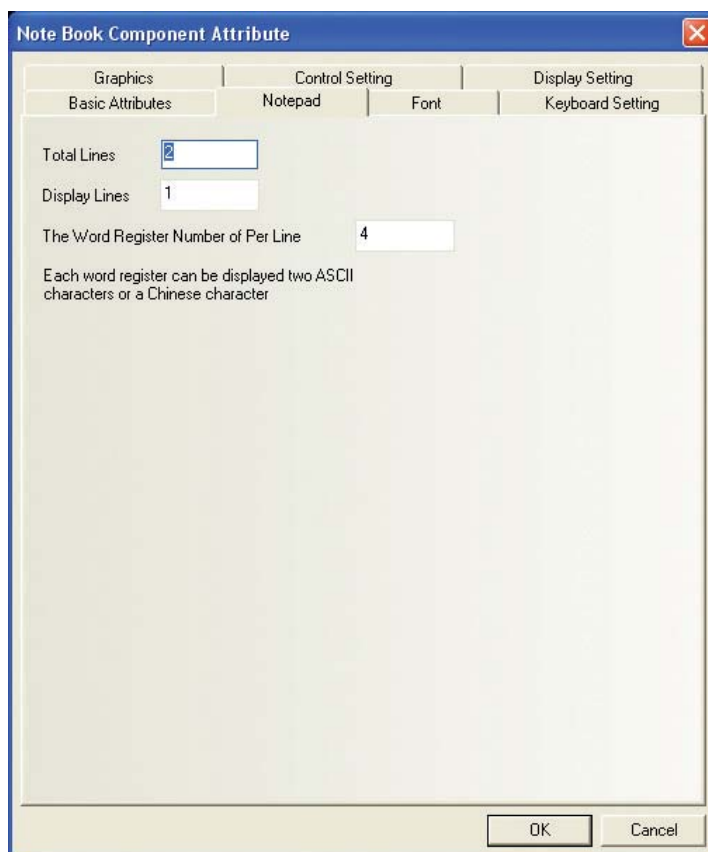 Note Book Component Attribute
Graphics Control Setting Display Setting
Basic Attributes Notepad Font Keyboard Setting
Total Lines 2
Display Lines 1
The Word Register Number of Per Line 4
Each word register can be displayed two ASCII
characters or a Chinese character
OK Cancel